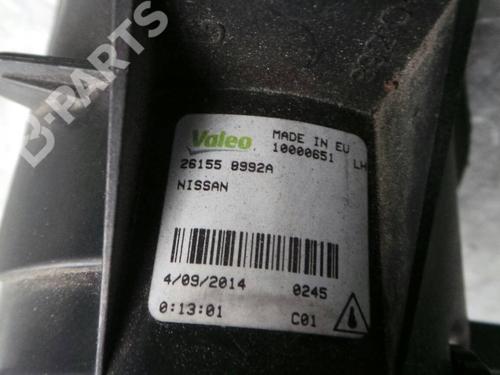 B-PARTS
Valeo
MADE IN EU
10000651 LH
26155 8992A
NISSAN
4/09/2014 0245
0:13:01 C01